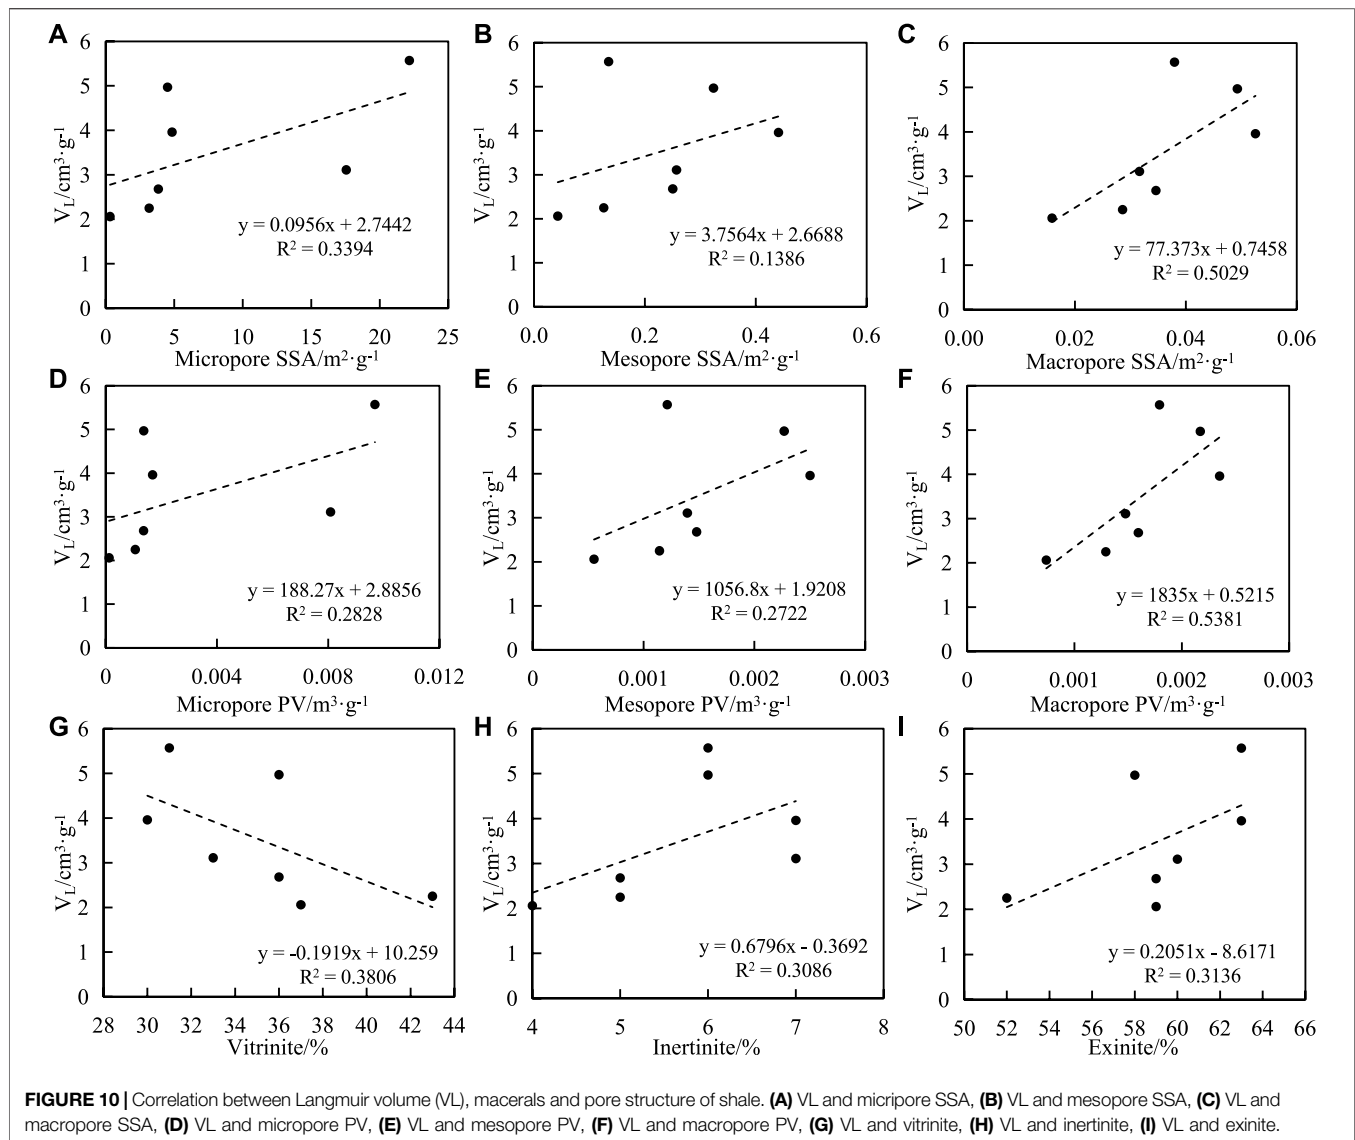 A
V_L/cm³·g⁻¹
6
5
4
3
2
1
0
y = 0.0956x + 2.7442
R² = 0.3394
0 5 10 15 20 25
Micropore SSA/m²·g⁻¹
B
V_L/cm³·g⁻¹
6
5
4
3
2
1
0
y = 3.7564x + 2.6688
R² = 0.1386
0.0 0.2 0.4 0.6
Mesopore SSA/m²·g⁻¹
C
V_L/cm³·g⁻¹
6
5
4
3
2
1
0
y = 77.373x + 0.7458
R² = 0.5029
0.00 0.02 0.04 0.06
Macropore SSA/m²·g⁻¹
D
V_L/cm³·g⁻¹
6
5
4
3
2
1
0
y = 188.27x + 2.8856
R² = 0.2828
0 0.004 0.008 0.012
Micropore PV/m³·g⁻¹
E
V_L/cm³·g⁻¹
6
5
4
3
2
1
0
y = 1056.8x + 1.9208
R² = 0.2722
0 0.001 0.002 0.003
Mesopore PV/m³·g⁻¹
F
V_L/cm³·g⁻¹
6
5
4
3
2
1
0
y = 1835x + 0.5215
R² = 0.5381
0 0.001 0.002 0.003
Macropore PV/m³·g⁻¹
G
V_L/cm³·g⁻¹
6
5
4
3
2
1
0
y = -0.1919x + 10.259
R² = 0.3806
28 30 32 34 36 38 40 42 44
Vitrinite/%
H
V_L/cm³·g⁻¹
6
5
4
3
2
1
0
y = 0.6796x - 0.3692
R² = 0.3086
4 5 6 7 8
Inertinite/%
I
V_L/cm³·g⁻¹
6
5
4
3
2
1
0
y = 0.2051x - 8.6171
R² = 0.3136
50 52 54 56 58 60 62 64 66
Exinite/%
FIGURE 10 | Correlation between Langmuir volume (VL), macerals and pore structure of shale. (A) VL and micripore SSA, (B) VL and mesopore SSA, (C) VL and
macropore SSA, (D) VL and micropore PV, (E) VL and mesopore PV, (F) VL and macropore PV, (G) VL and vitrinite, (H) VL and inertinite, (I) VL and exinite.